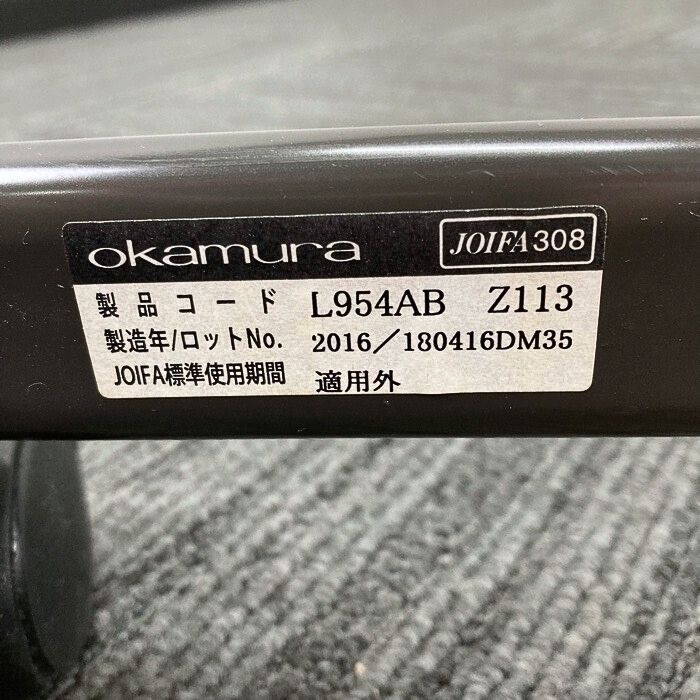 okamura JOIFA308
製品コード L954AB Z113
製造年/ロットNo. 2016/180416DM35
JOIFA標準使用期間 適用外